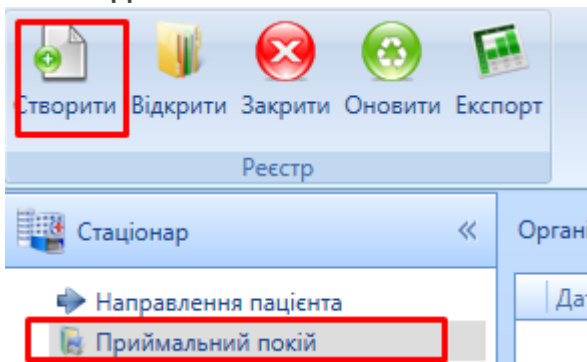 Створити Відкрити Закрити Оновити Експорт
Реєстр
Стаціонар «
Направлення пацієнта
Приймальний покій